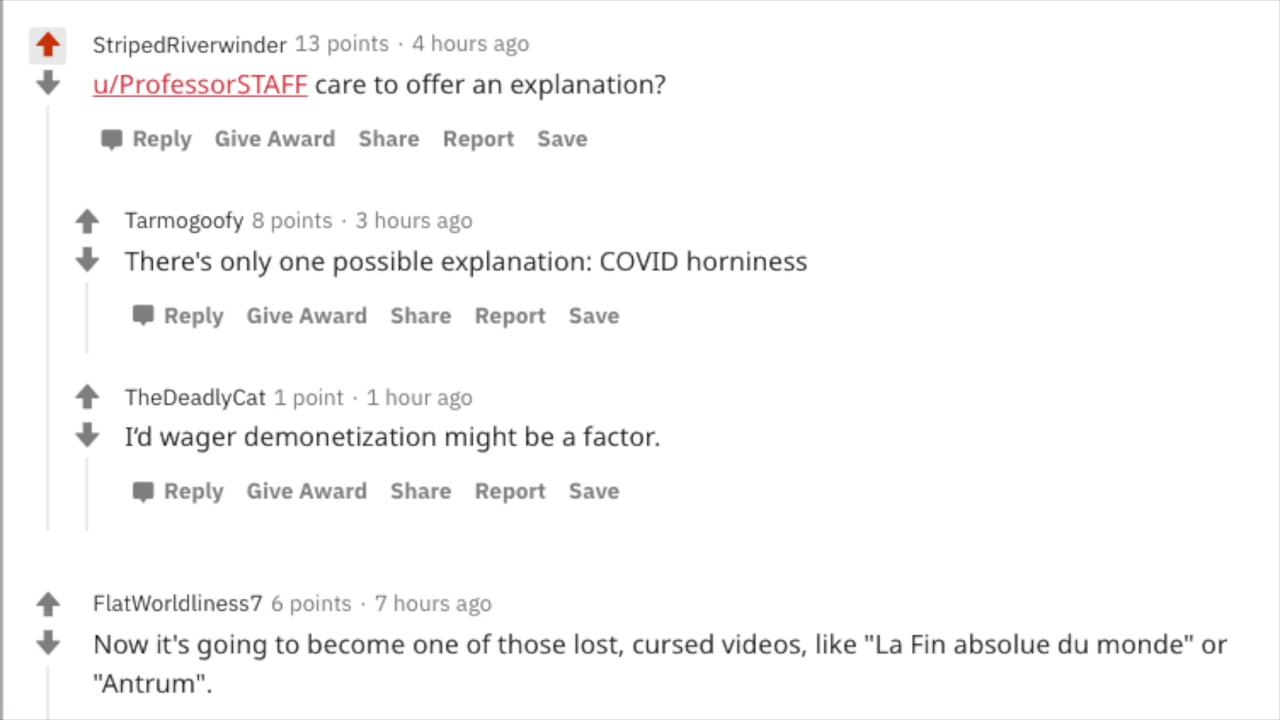 StripedRiverwinder 13 points · 4 hours ago
u/ProfessorSTAFF care to offer an explanation?
Reply Give Award Share Report Save
Tarmogoofy 8 points · 3 hours ago
There's only one possible explanation: COVID horniness
Reply Give Award Share Report Save
TheDeadlyCat 1 point · 1 hour ago
I‘d wager demonetization might be a factor.
Reply Give Award Share Report Save
FlatWorldliness7 6 points · 7 hours ago
Now it's going to become one of those lost, cursed videos, like "La Fin absolue du monde" or
"Antrum".